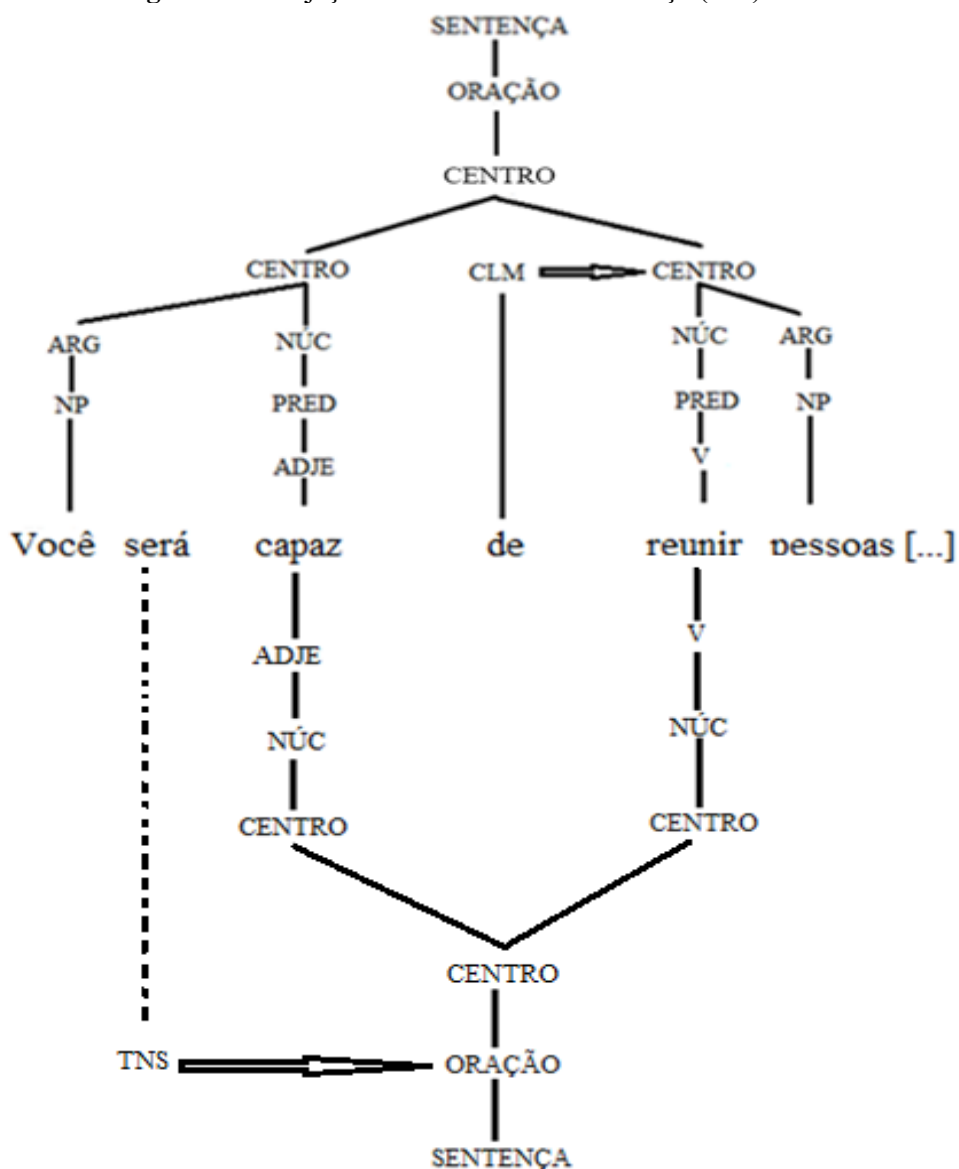 SENTENÇA
ORAÇÃO
CENTRO
CENTRO CLM CENTRO
ARG NÚC NÚC ARG
NP PRED PRED NP
ADJE V
Você será capaz de reunir pessoas [...]
ADJE V
NÚC NÚC
CENTRO CENTRO
CENTRO
TNS ORAÇÃO
SENTENÇA